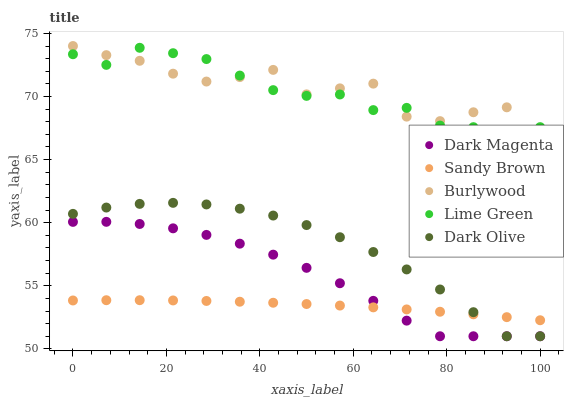 title
75
70
65
60
55
50
yaxis_label
0
20
40
60
80
100
xaxis_label
Dark Magenta
Sandy Brown
Burlywood
Lime Green
Dark Olive